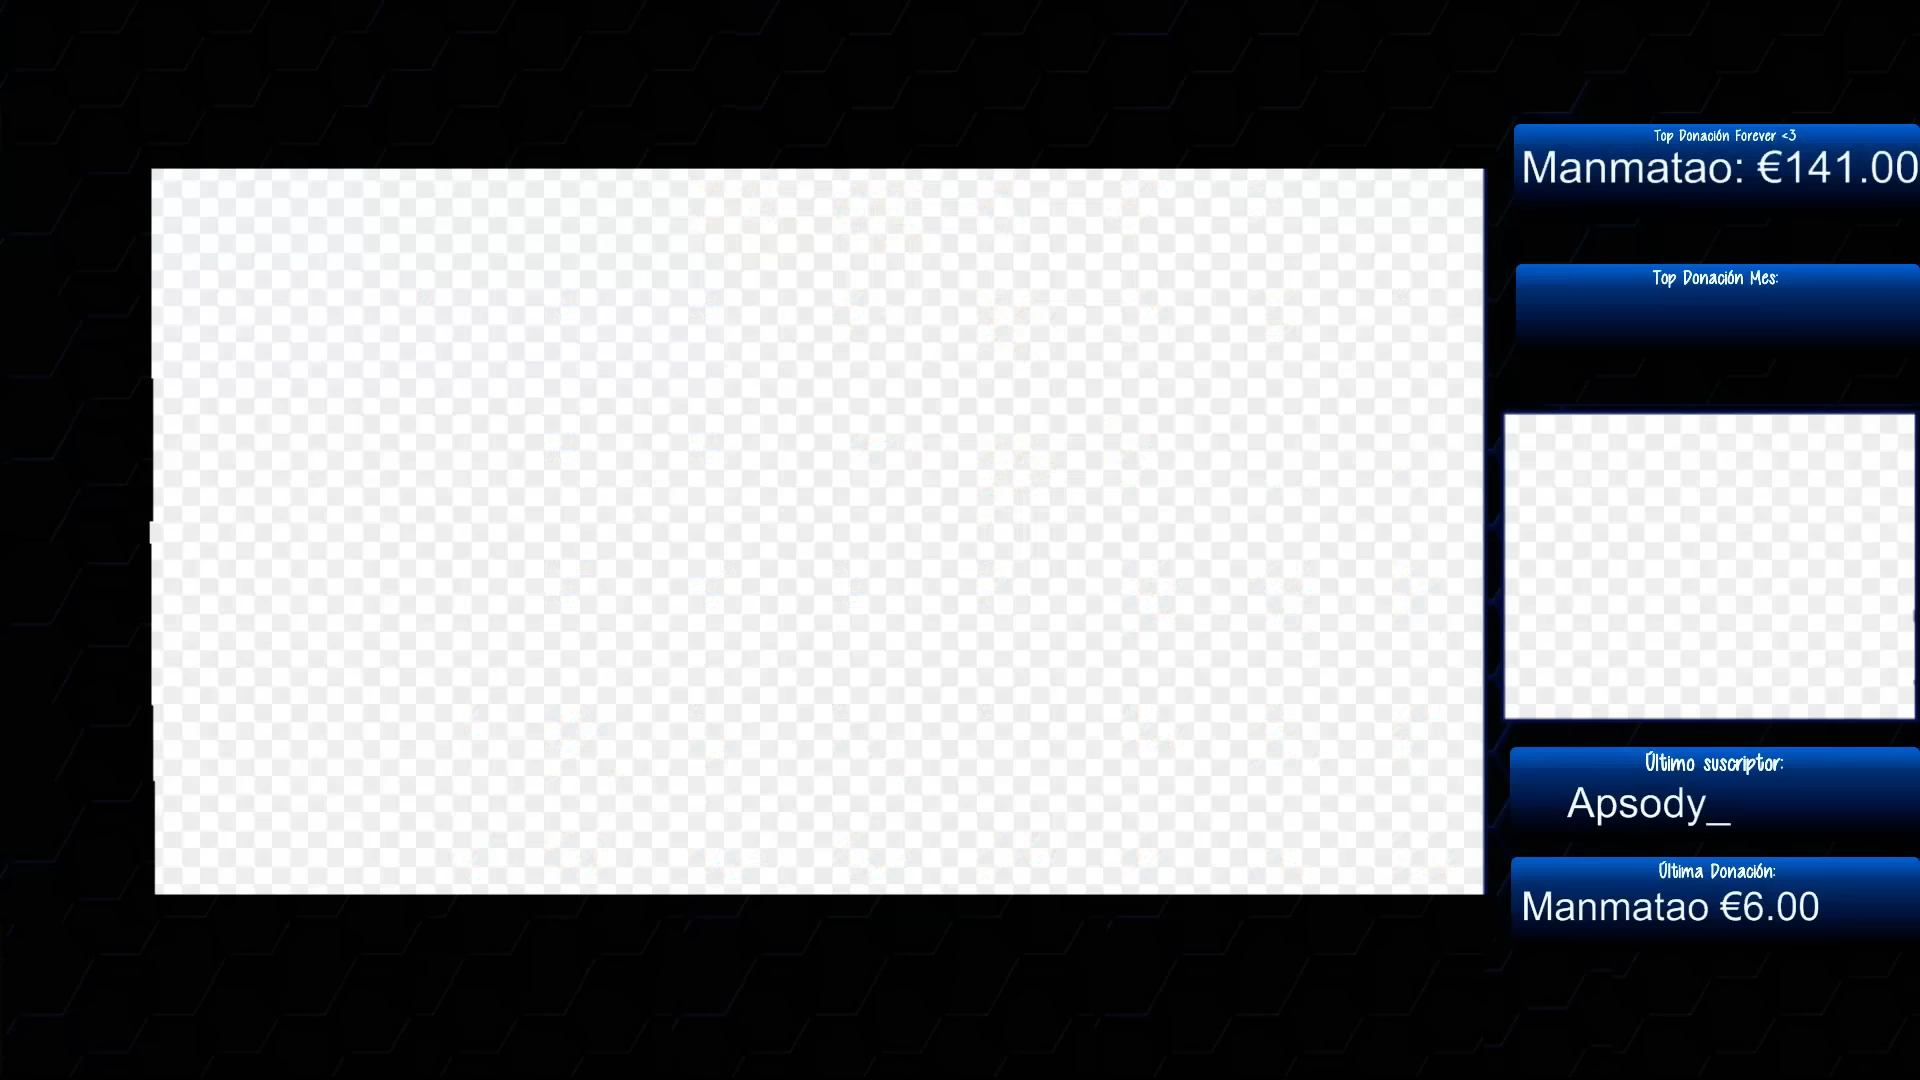 Top Donación Forever <3
Manmatao: €141.00
Top Donación Mes:
Último suscriptor:
Apsody_
Última Donación:
Manmatao €6.00